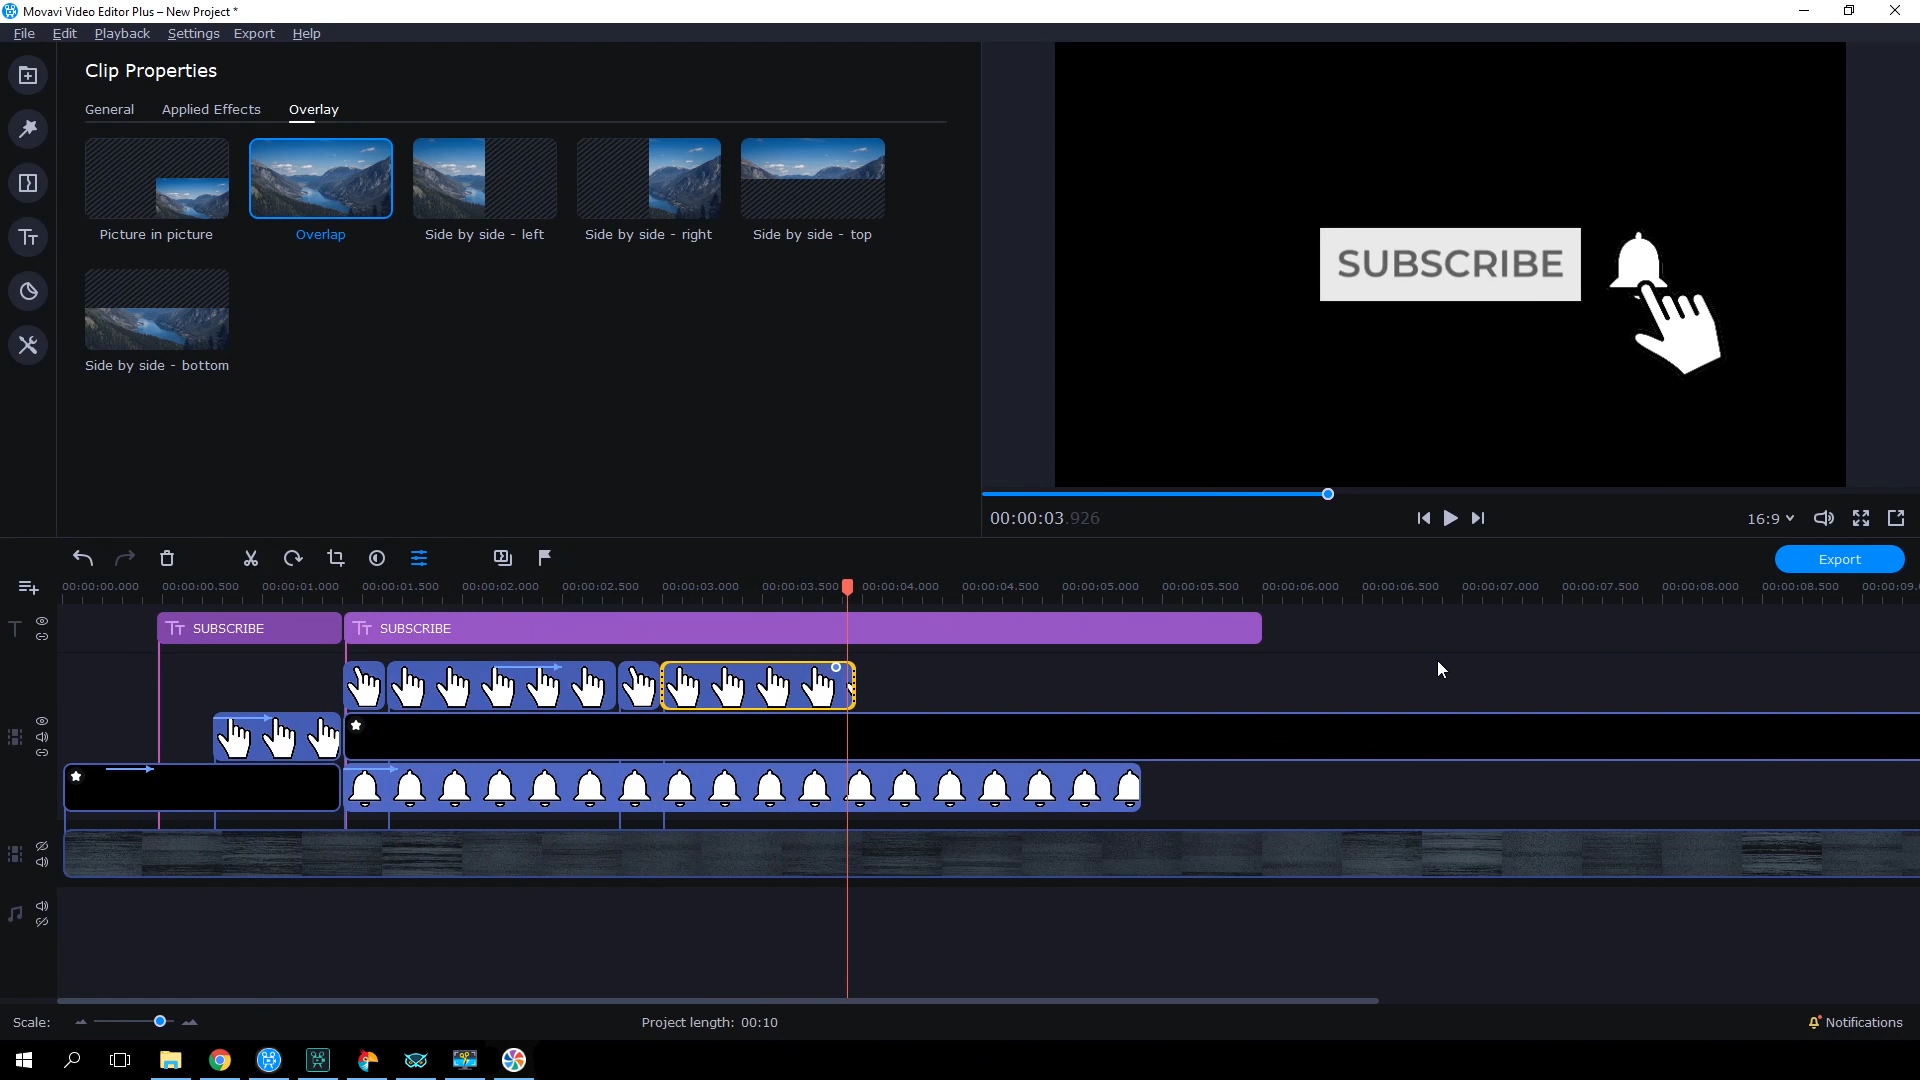 Movavi Video Editor Plus – New Project *
File Edit Playback Settings Export Help
Clip Properties
General Applied Effects Overlay
Picture in picture
Overlap
Side by side - left
Side by side - right
Side by side - top
Side by side - bottom
SUBSCRIBE
00:00:03.926
16:9
Export
00:00:00.000 00:00:00.500 00:00:01.000 00:00:01.500 00:00:02.000 00:00:02.500 00:00:03.000 00:00:03.500 00:00:04.000 00:00:04.500 00:00:05.000 00:00:05.500 00:00:06.000 00:00:06.500 00:00:07.000 00:00:07.500 00:00:08.000 00:00:08.500 00:00:09.
T Tт SUBSCRIBE Tт SUBSCRIBE
Scale:
Project length: 00:10
Notifications